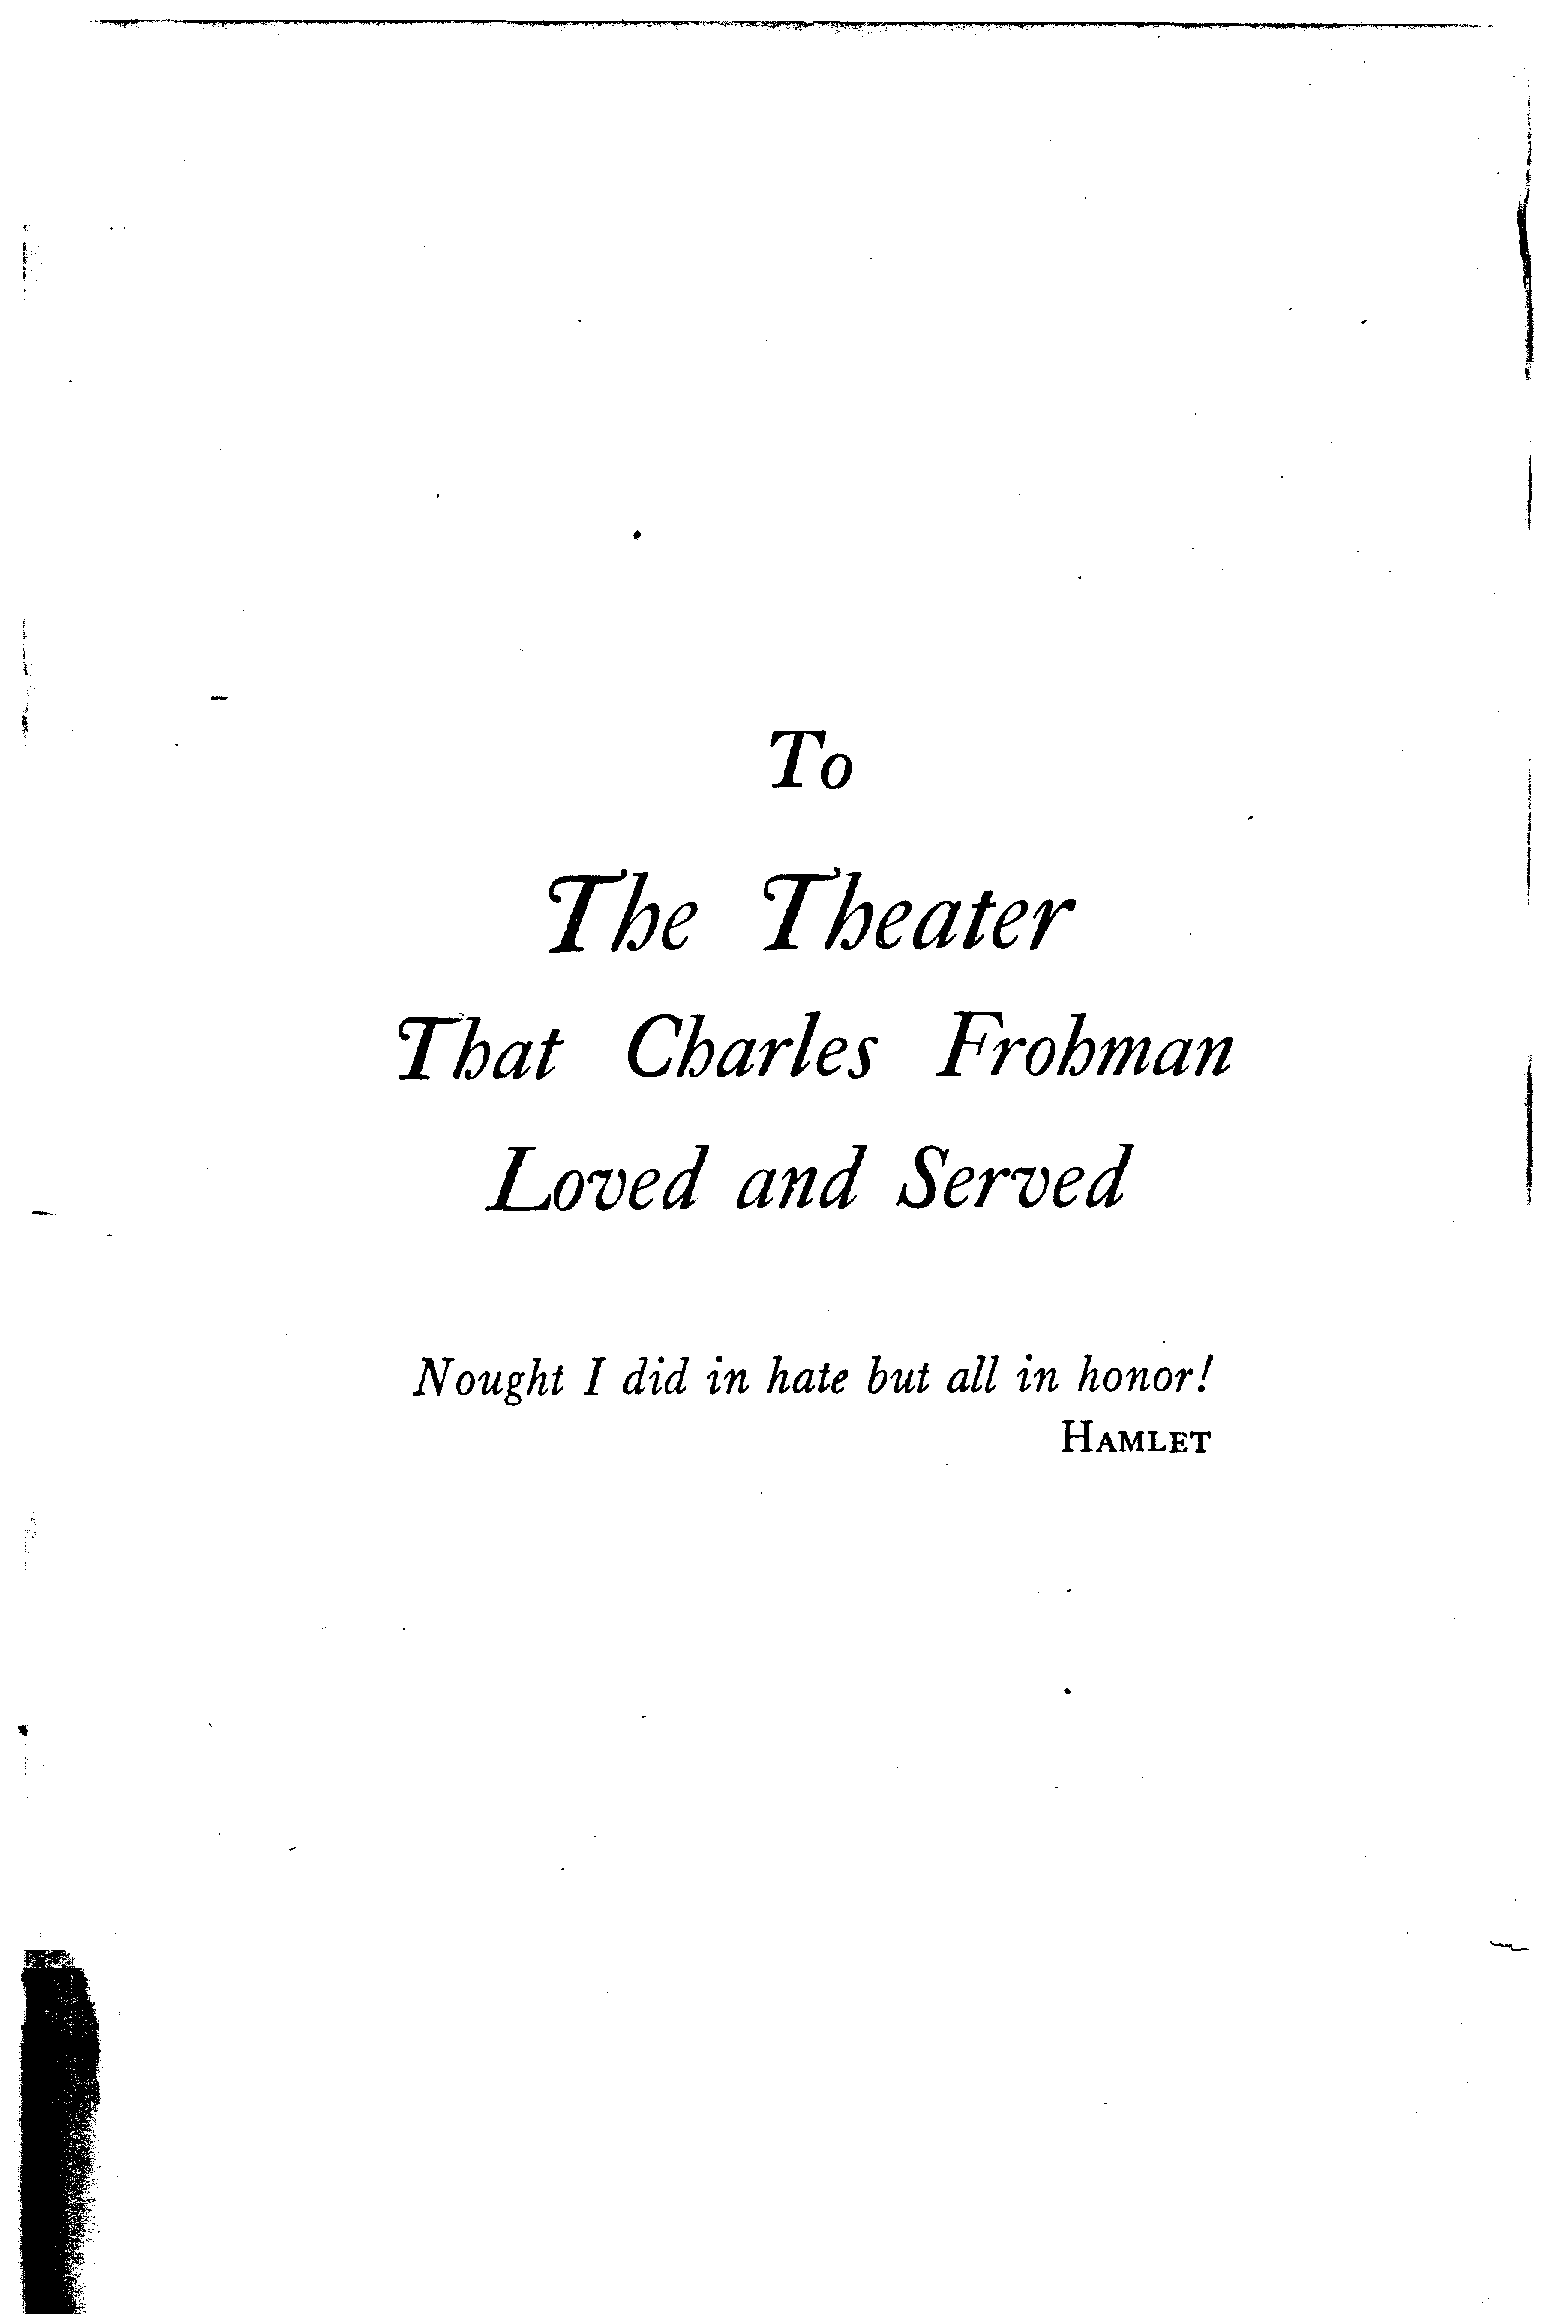 To
The Theater
That Charles Frohman
Loved and Served
Nought I did in hate but all in honor!
HAMLET